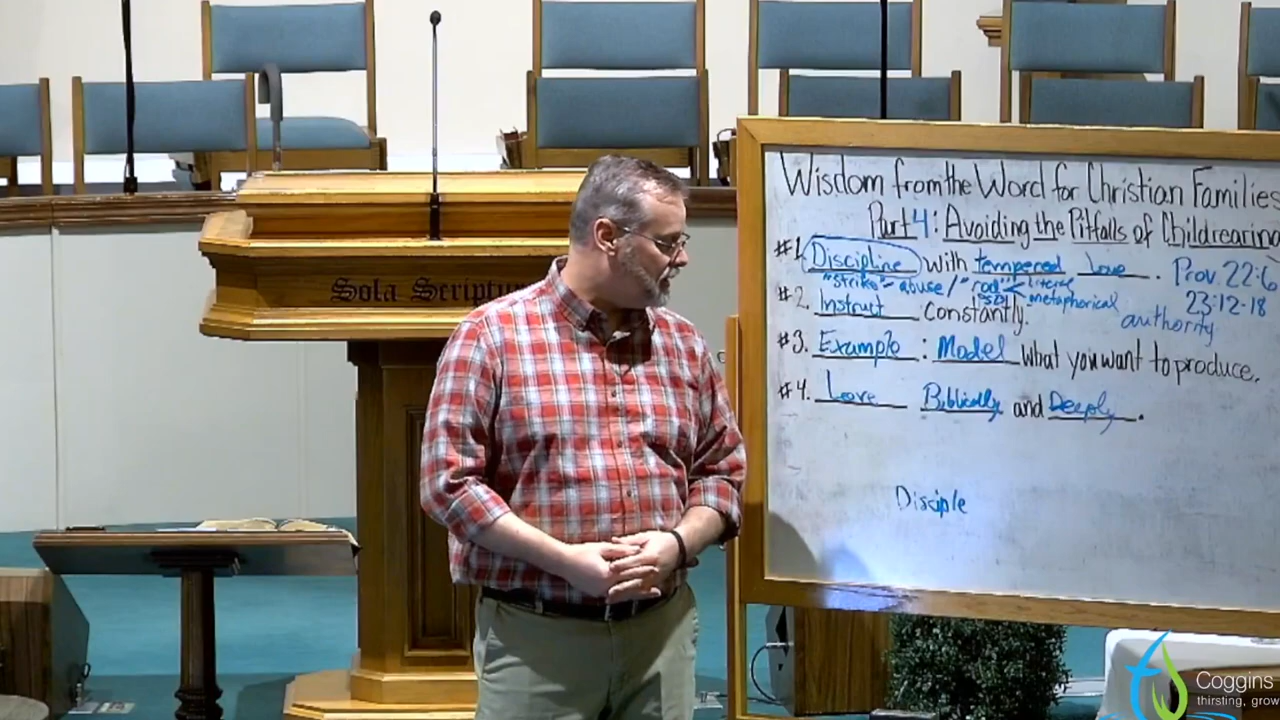 Sola Scriptu
Wisdom from the Word for Christian Families
Part 4: Avoiding the Pitfalls of Childrearing
#1. Discipline with tempered Love. Prov. 22:6
"strike" - abuse / "rod" < literal
metaphorical 23:12-18
authority
#2. Instruct constantly.
#3. Example : Model what you want to produce.
#4. Love Biblically and Deeply.
Disciple
Coggins
thirsting, grow